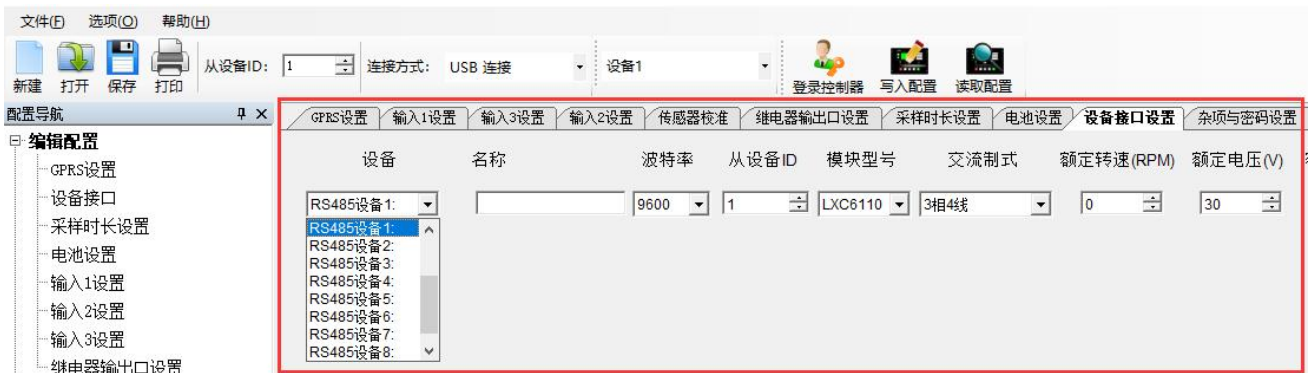 文件(F) 选项(O) 帮助(H)
新建 打开 保存 打印 从设备ID: 1 连接方式: USB 连接 设备1 登录控制器 写入配置 读取配置
配置导航
编辑配置
GPRS设置
设备接口
采样时长设置
电池设置
输入1设置
输入2设置
输入3设置
继电器输出口设置
GPRS设置 输入1设置 输入3设置 输入2设置 传感器校准 继电器输出口设置 采样时长设置 电池设置 设备接口设置 杂项与密码设置
设备 名称 波特率 从设备ID 模块型号 交流制式 额定转速(RPM) 额定电压(V)
RS485设备1: 9600 1 LXC6110 3相4线 0 30
RS485设备1:
RS485设备2:
RS485设备3:
RS485设备4:
RS485设备5:
RS485设备6:
RS485设备7:
RS485设备8: